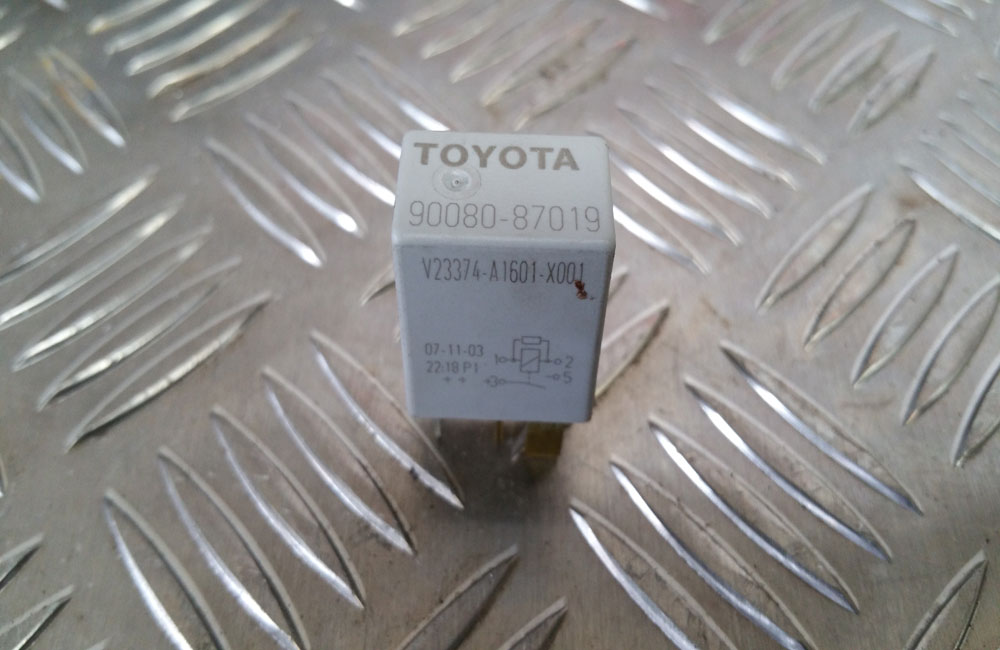 TOYOTA
90080-87019
V23374-A1601-X001
07-11-03
22:18 P1
++
1 2
+3 5